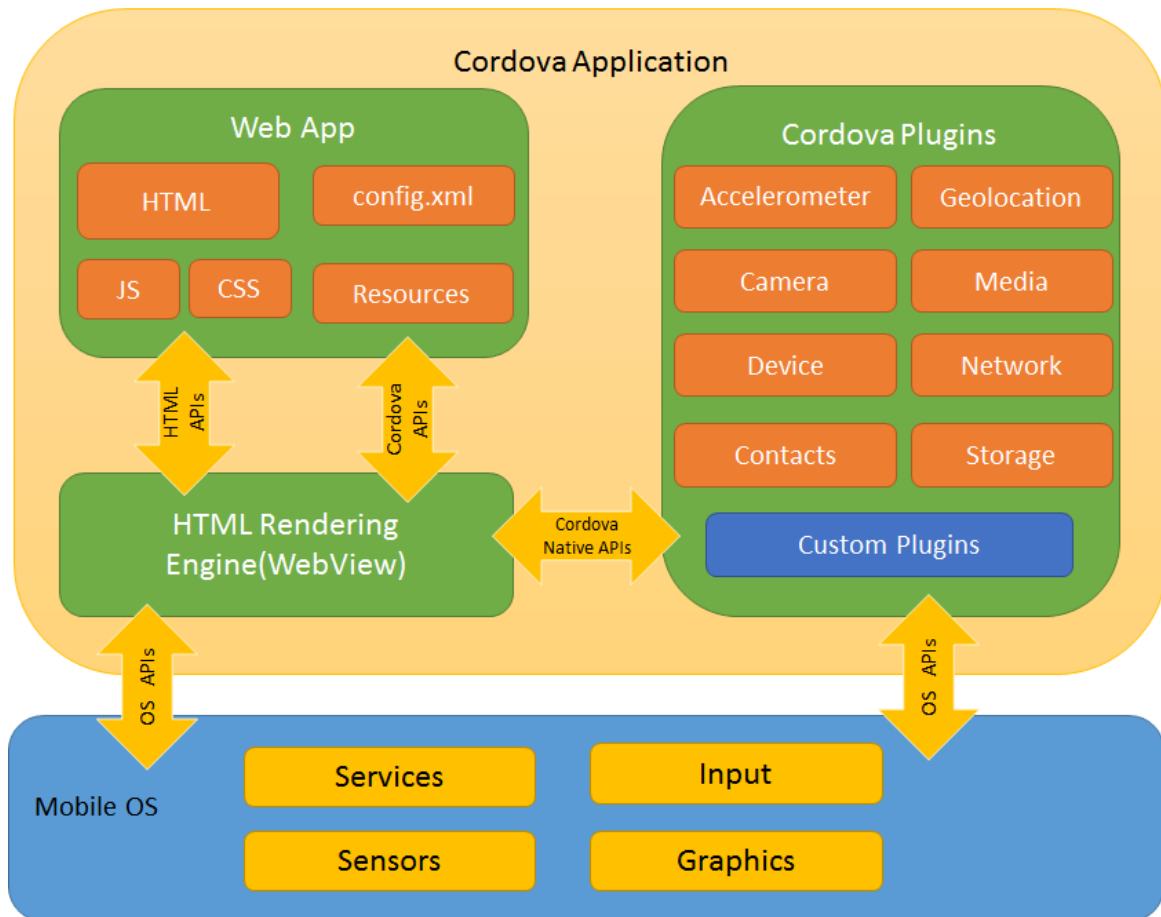 Cordova Application
Web App
HTML
config.xml
JS
CSS
Resources
HTML
APIs
Cordova
APIs
HTML Rendering
Engine(WebView)
Cordova
Native APIs
Cordova Plugins
Accelerometer
Geolocation
Camera
Media
Device
Network
Contacts
Storage
Custom Plugins
OS APIs
OS APIs
Mobile OS
Services
Input
Sensors
Graphics